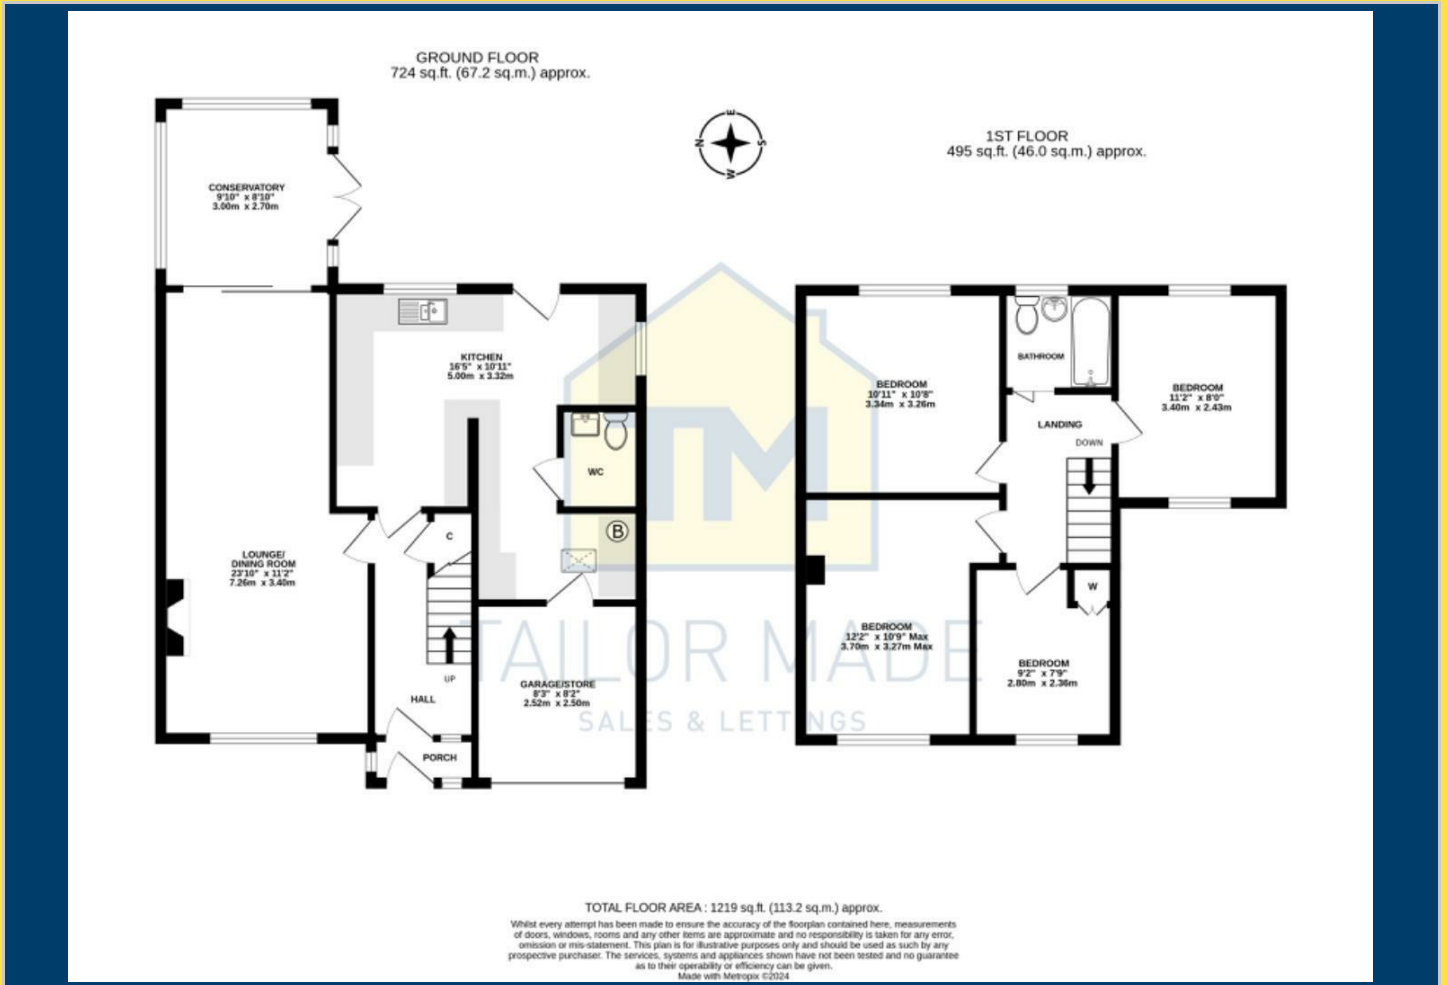 GROUND FLOOR
724 sq.ft. (67.2 sq.m.) approx.
E
N
S
W
1ST FLOOR
495 sq.ft. (46.0 sq.m.) approx.
CONSERVATORY
9'10" x 8'10"
3.00m x 2.70m
KITCHEN
16'5" x 10'11"
5.00m x 3.32m
WC
B
C
LOUNGE/
DINING ROOM
23'10" x 11'2"
7.26m x 3.40m
UP
HALL
PORCH
GARAGE/STORE
8'3" x 8'2"
2.52m x 2.50m
BATHROOM
BEDROOM
10'11" x 10'8"
3.34m x 3.26m
BEDROOM
11'2" x 8'0"
3.40m x 2.43m
LANDING
DOWN
W
BEDROOM
12'2" x 10'9" Max
3.70m x 3.27m Max
BEDROOM
9'2" x 7'9"
2.80m x 2.36m
TM
TAILOR MADE
SALES & LETTINGS
TOTAL FLOOR AREA : 1219 sq.ft. (113.2 sq.m.) approx.
Whilst every attempt has been made to ensure the accuracy of the floorplan contained here, measurements
of doors, windows, rooms and any other items are approximate and no responsibility is taken for any error,
omission or mis-statement. This plan is for illustrative purposes only and should be used as such by any
prospective purchaser. The services, systems and appliances shown have not been tested and no guarantee
as to their operability or efficiency can be given.
Made with Metropix ©2024